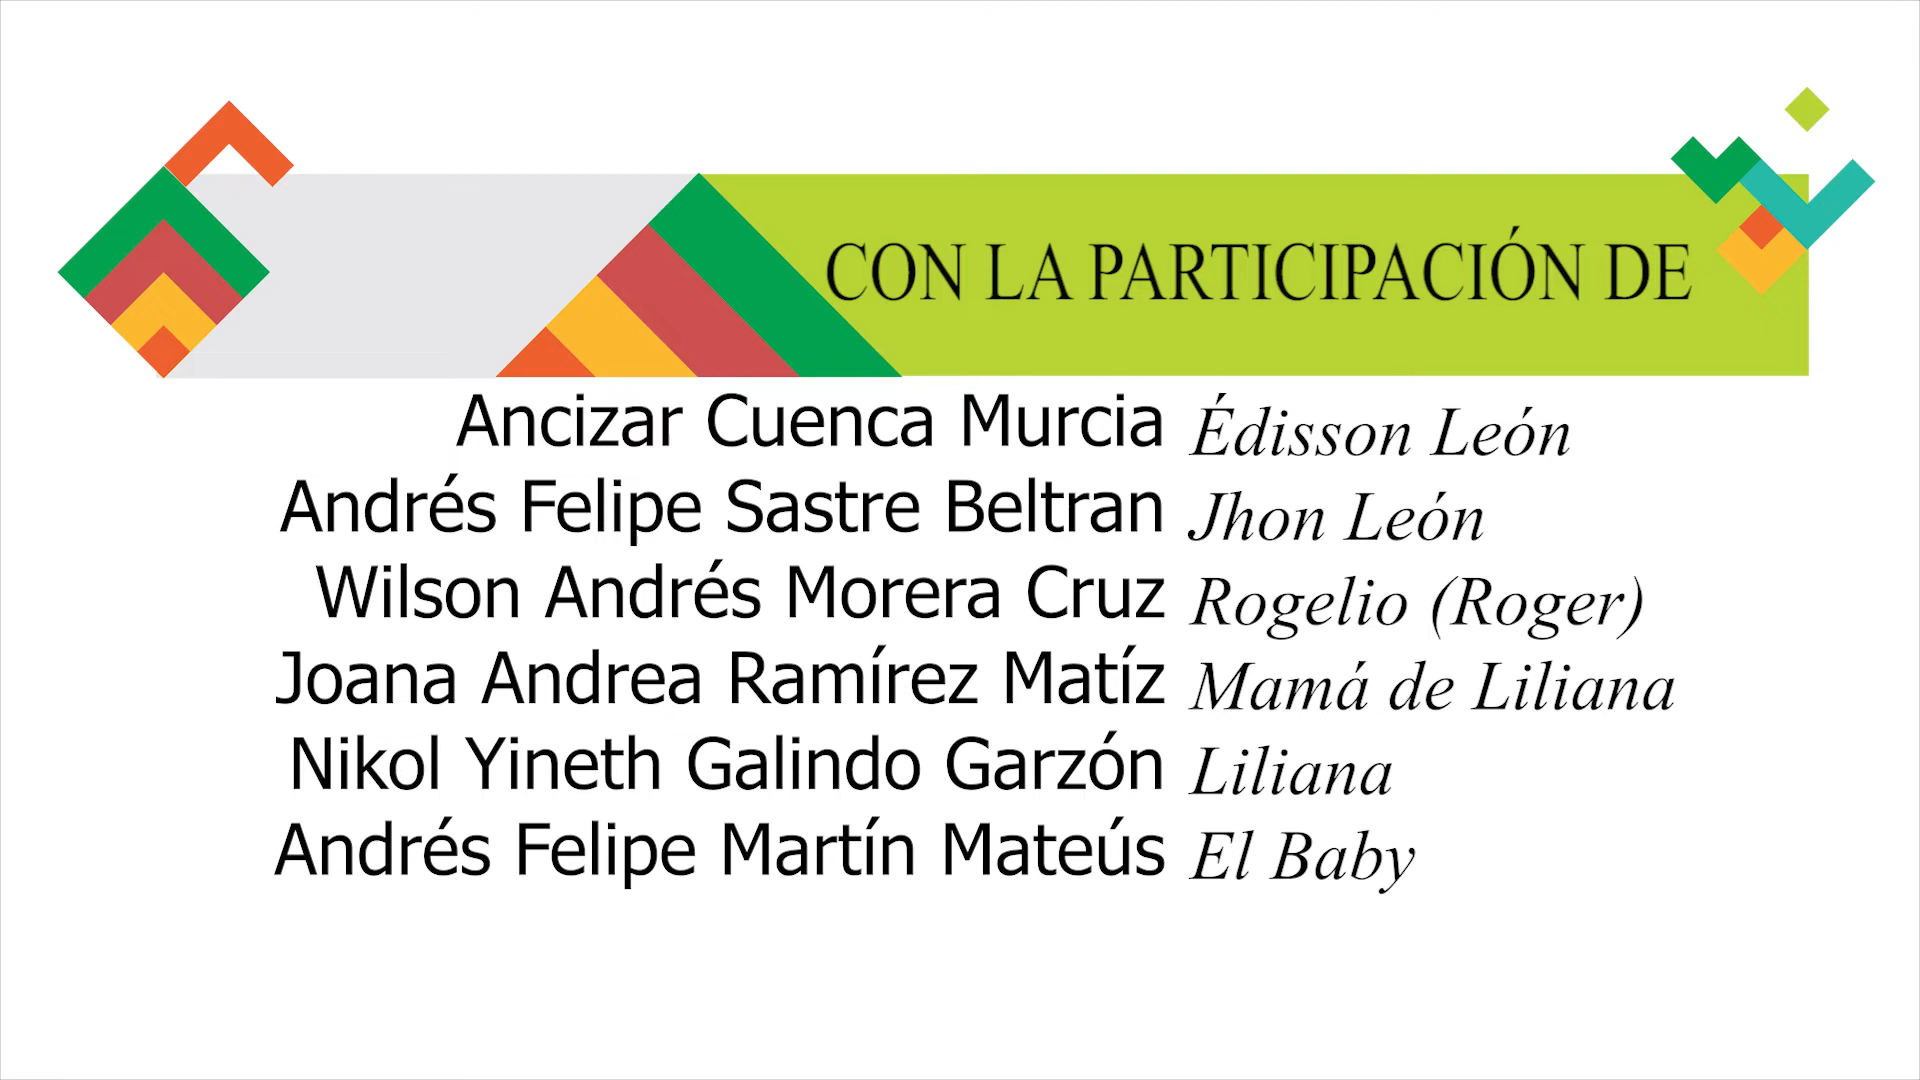 CON LA PARTICIPACIÓN DE
Ancizar Cuenca Murcia Édisson León
Andrés Felipe Sastre Beltran Jhon León
Wilson Andrés Morera Cruz Rogelio (Roger)
Joana Andrea Ramírez Matíz Mamá de Liliana
Nikol Yineth Galindo Garzón Liliana
Andrés Felipe Martín Mateús El Baby